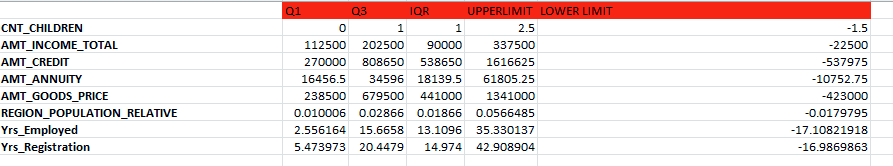 Q1 Q3 IQR UPPERLIMIT LOWER LIMIT
CNT_CHILDREN 0 1 1 2.5 -1.5
AMT_INCOME_TOTAL 112500 202500 90000 337500 -22500
AMT_CREDIT 270000 808650 538650 1616625 -537975
AMT_ANNUITY 16456.5 34596 18139.5 61805.25 -10752.75
AMT_GOODS_PRICE 238500 679500 441000 1341000 -423000
REGION_POPULATION_RELATIVE 0.010006 0.02866 0.01866 0.0566485 -0.0179795
Yrs_Employed 2.556164 15.6658 13.1096 35.330137 -17.10821918
Yrs_Registration 5.473973 20.4479 14.974 42.908904 -16.9869863